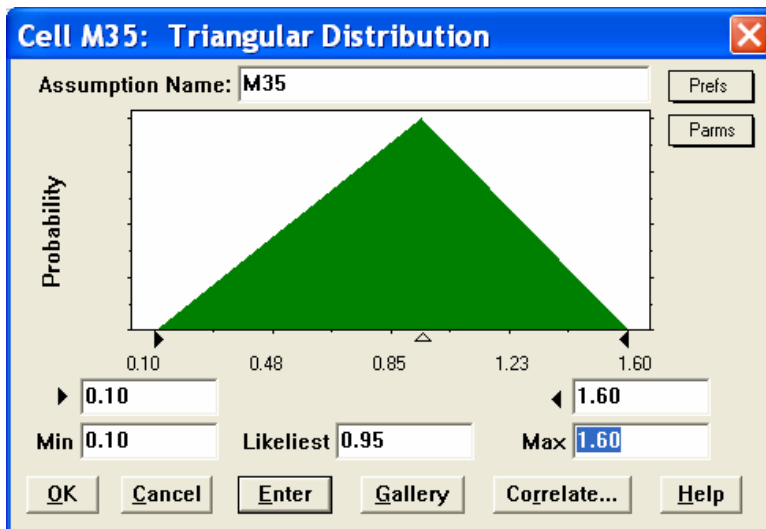 Cell M35: Triangular Distribution
Assumption Name: M35
Prefs
Parms
Probability
0.10 0.48 0.85 1.23 1.60
0.10 1.60
Min 0.10 Likeliest 0.95 Max 1.60
OK Cancel Enter Gallery Correlate... Help